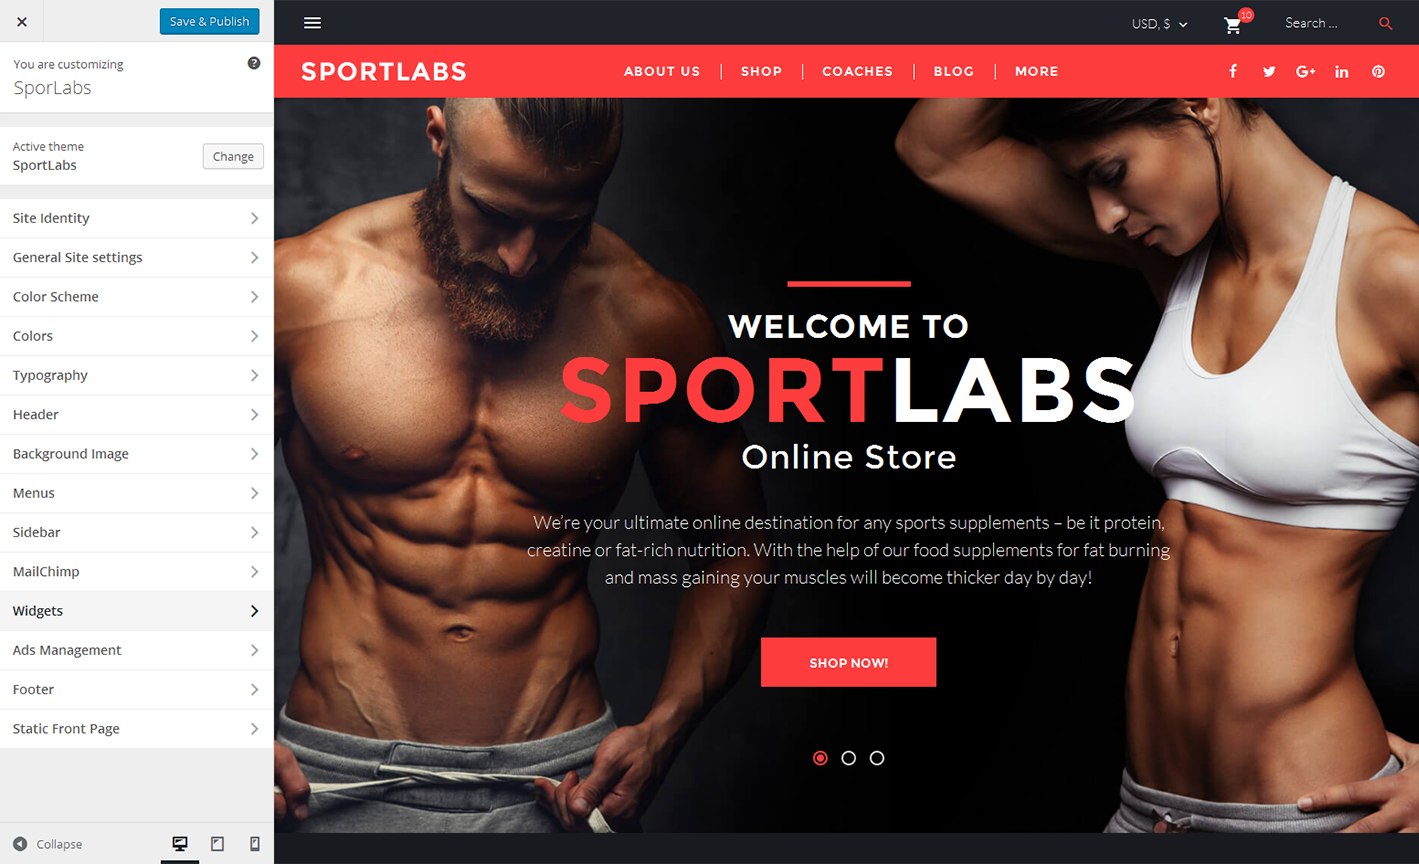 Save & Publish
You are customizing
SporLabs
Active theme
SportLabs
Change
Site Identity
General Site settings
Color Scheme
Colors
Typography
Header
Background Image
Menus
Sidebar
MailChimp
Widgets
Ads Management
Footer
Static Front Page
Collapse
USD, $
10
Search ...
SPORTLABS
ABOUT US
SHOP
COACHES
BLOG
MORE
WELCOME TO
SPORTLABS
Online Store
We’re your ultimate online destination for any sports supplements – be it protein,
creatine or fat-rich nutrition. With the help of our food supplements for fat burning
and mass gaining your muscles will become thicker day by day!
SHOP NOW!